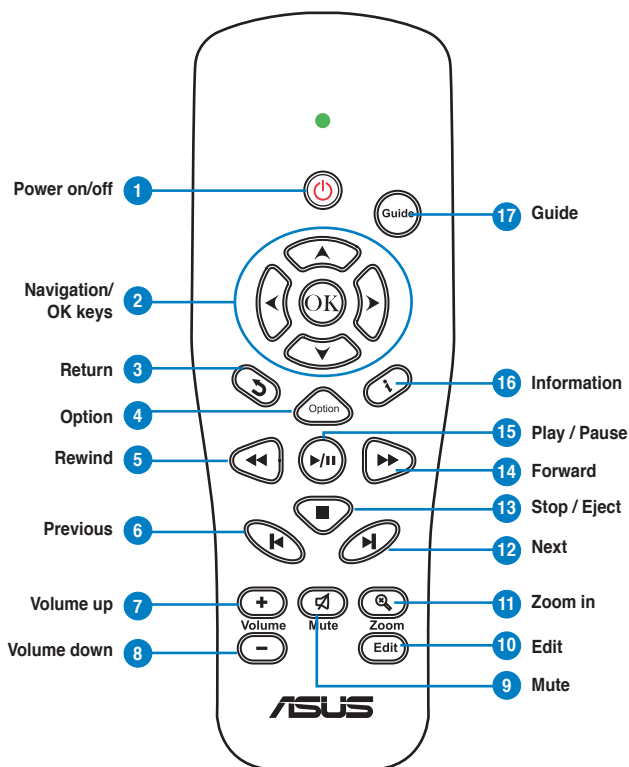 Power on/off 1
Guide 17 Guide
Navigation/
OK keys
2
OK
Return 3
i 16 Information
Option 4 Option
15 Play / Pause
Rewind 5
14 Forward
13 Stop / Eject
Previous 6
12 Next
Volume up 7
11 Zoom in
Volume Mute Zoom
Volume down 8
Edit 10 Edit
9 Mute
ASUS